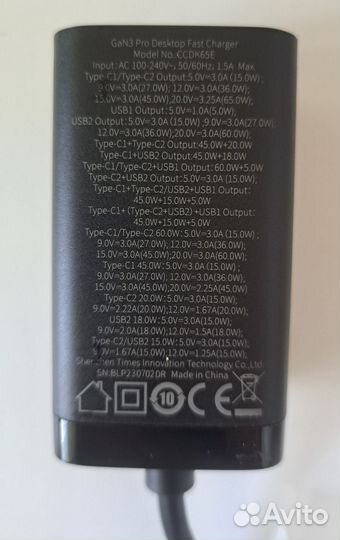 GaN3 Pro Desktop Fast Charger
Model No.:CCDK65E
Input:AC 100-240V~, 50/60Hz, 1.5A Max.
Type-C1/Type-C2 Output:5.0V=3.0A (15.0W) ;
9.0V=3.0A(27.0W); 12.0V=3.0A(36.0W);
15.0V=3.0A(45.0W);20.0V=3.25A(65.0W)
USB1 Output:5.0V=1.0A(5.0W)
USB2 Output:5.0V=3.0A (15.0W) ;9.0V=3.0A(27.0W);
12.0V=3.0A(36.0W);20.0V=3.0A(60.0W);
Type-C1+Type-C2 Output:45.0W+20.0W
Type-C1+USB2 Output:45.0W+18.0W
Type-C1/Type-C2/USB1+USB1 Output:60.0W+5.0W
Type-C2+USB2 Output:5.0V=3.0A (15.0W);
Type-C1+Type-C2/USB2+USB1 Output:
45.0W+15.0W+5.0W
Type-C1+(Type-C2+USB2)+USB1 Output:
45.0W+15.0W+5.0W
Type-C1/Type-C2 60.0W:5.0V=3.0A (15.0W) ;
9.0V=3.0A(27.0W);12.0V=3.0A(36.0W);
15.0V=3.0A(45.0W);20.0V=3.0A(60.0W)
Type-C1 45.0W:5.0V=3.0A (15.0W) ;
9.0V=3.0A(27.0W);12.0V=3.0A(36.0W);
15.0V=3.0A(45.0W);20.0V=2.25A(45.0W)
Type-C2 20.0W:5.0V=3.0A(15.0W);
9.0V=2.22A(20.0W);12.0V=1.67A(20.0W)
USB2 18.0W:5.0V=3.0A(15.0W);
9.0V=2.0A(18.0W);12.0V=1.5A(18.0W)
Type-C2/USB2 15.0W:5.0V=3.0A(15.0W);
9.0V=1.67A(15.0W);12.0V=1.25A(15.0W)
Shenzhen Times Innovation Technology Co.,Ltd
SN:BLP230702DR Made in China
10 CE
Avito